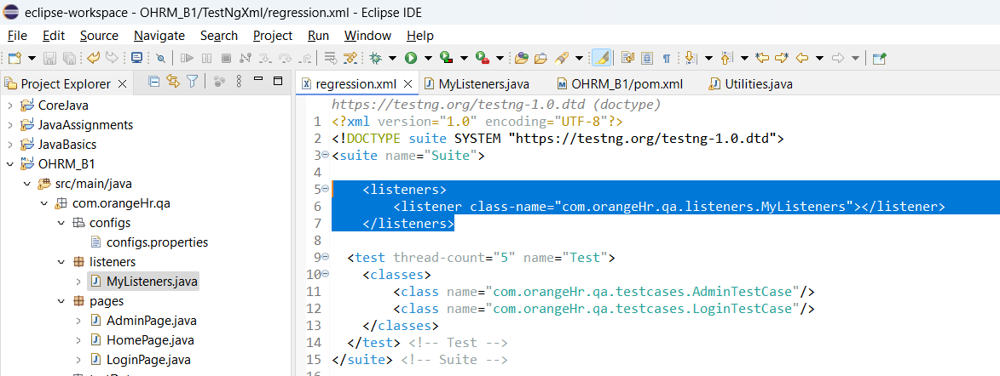 eclipse-workspace - OHRM_B1/TestNgXml/regression.xml - Eclipse IDE
File Edit Source Navigate Search Project Run Window Help
Project Explorer
CoreJava
JavaAssignments
JavaBasics
OHRM_B1
src/main/java
com.orangeHr.qa
configs
configs.properties
listeners
MyListeners.java
pages
AdminPage.java
HomePage.java
LoginPage.java
regression.xml MyListeners.java OHRM_B1/pom.xml Utilities.java
https://testng.org/testng-1.0.dtd (doctype)
1 <?xml version="1.0" encoding="UTF-8"?>
2 <!DOCTYPE suite SYSTEM "https://testng.org/testng-1.0.dtd">
3 <suite name="Suite">
4
5 <listeners>
6 <listener class-name="com.orangeHr.qa.listeners.MyListeners"></listener>
7 </listeners>
8
9 <test thread-count="5" name="Test">
10 <classes>
11 <class name="com.orangeHr.qa.testcases.AdminTestCase"/>
12 <class name="com.orangeHr.qa.testcases.LoginTestCase"/>
13 </classes>
14 </test> <!-- Test -->
15 </suite> <!-- Suite -->